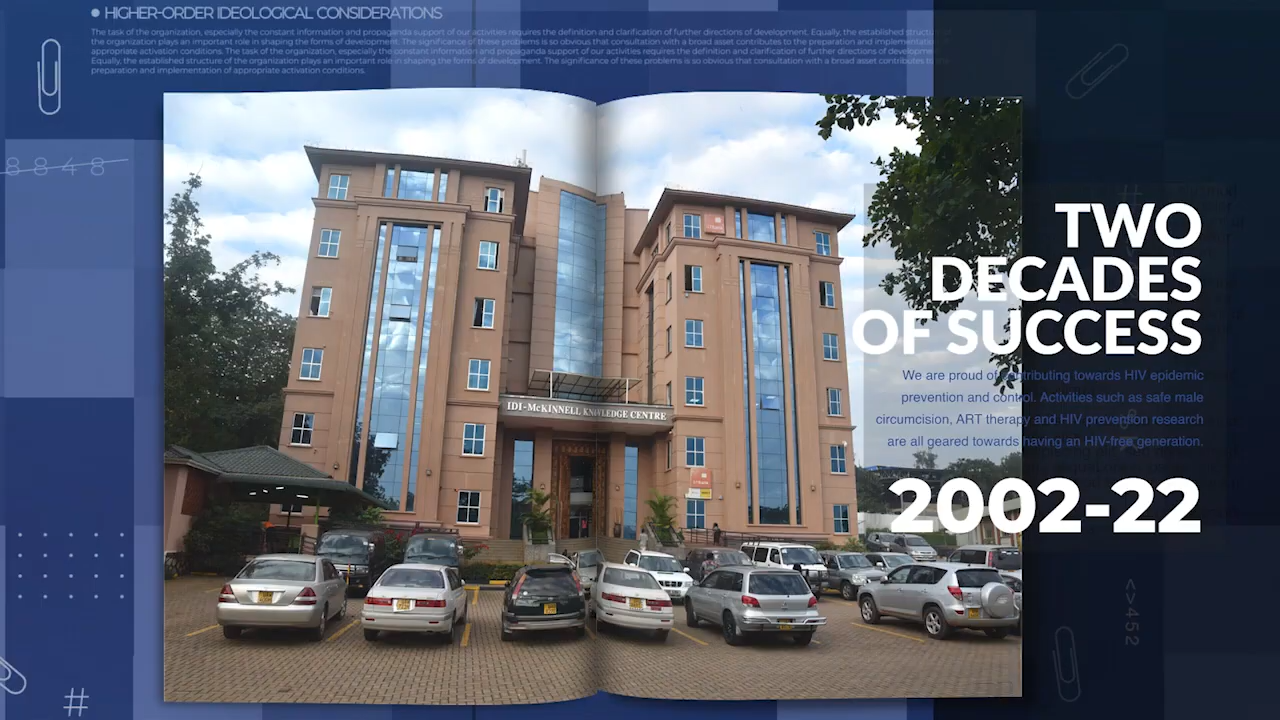 HIGHER-ORDER IDEOLOGICAL CONSIDERATIONS
The task of the organization, especially the constant information and propaganda support of our activities requires the definition and clarification of further directions of development. Equally, the established
the organization plays an important role in shaping the forms of development. The significance of these problems is so obvious that consultation with a broad asset contributes to the preparation and
appropriate activation conditions. The task of the organization, especially the constant information and propaganda support of our activities requires the definition and clarification of further directions of
Equally, the established structure of the organization plays an important role in shaping the forms of development. The significance of these problems is so obvious that consultation with a broad asset contributes
preparation and implementation of appropriate activation conditions.
8848
IDI-McKINNELL KNOWLEDGE CENTRE
TWO
DECADES
OF SUCCESS
We are proud of contributing towards HIV epidemic
prevention and control. Activities such as safe male
circumcision, ART therapy and HIV prevention research
are all geared towards having an HIV-free generation.
2002-22
<>452
#